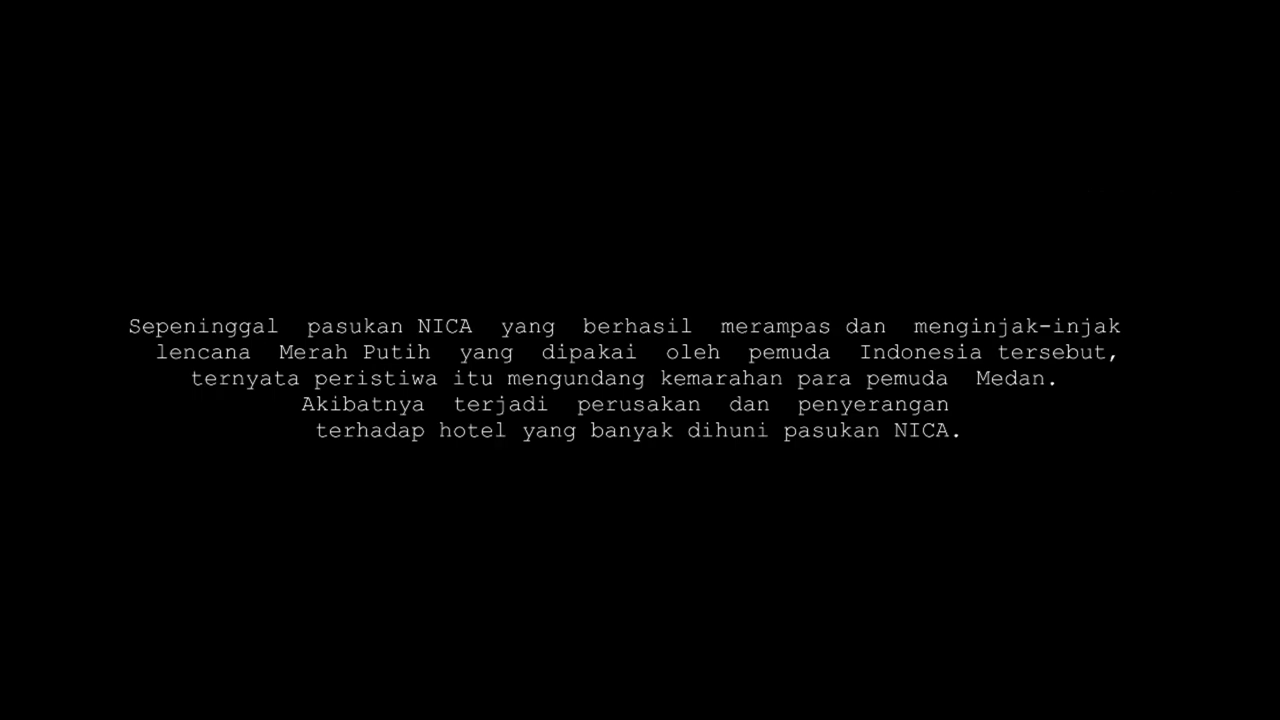 Sepeninggal pasukan NICA yang berhasil merampas dan menginjak-injak
lencana Merah Putih yang dipakai oleh pemuda Indonesia tersebut,
ternyata peristiwa itu mengundang kemarahan para pemuda Medan.
Akibatnya terjadi perusakan dan penyerangan
terhadap hotel yang banyak dihuni pasukan NICA.